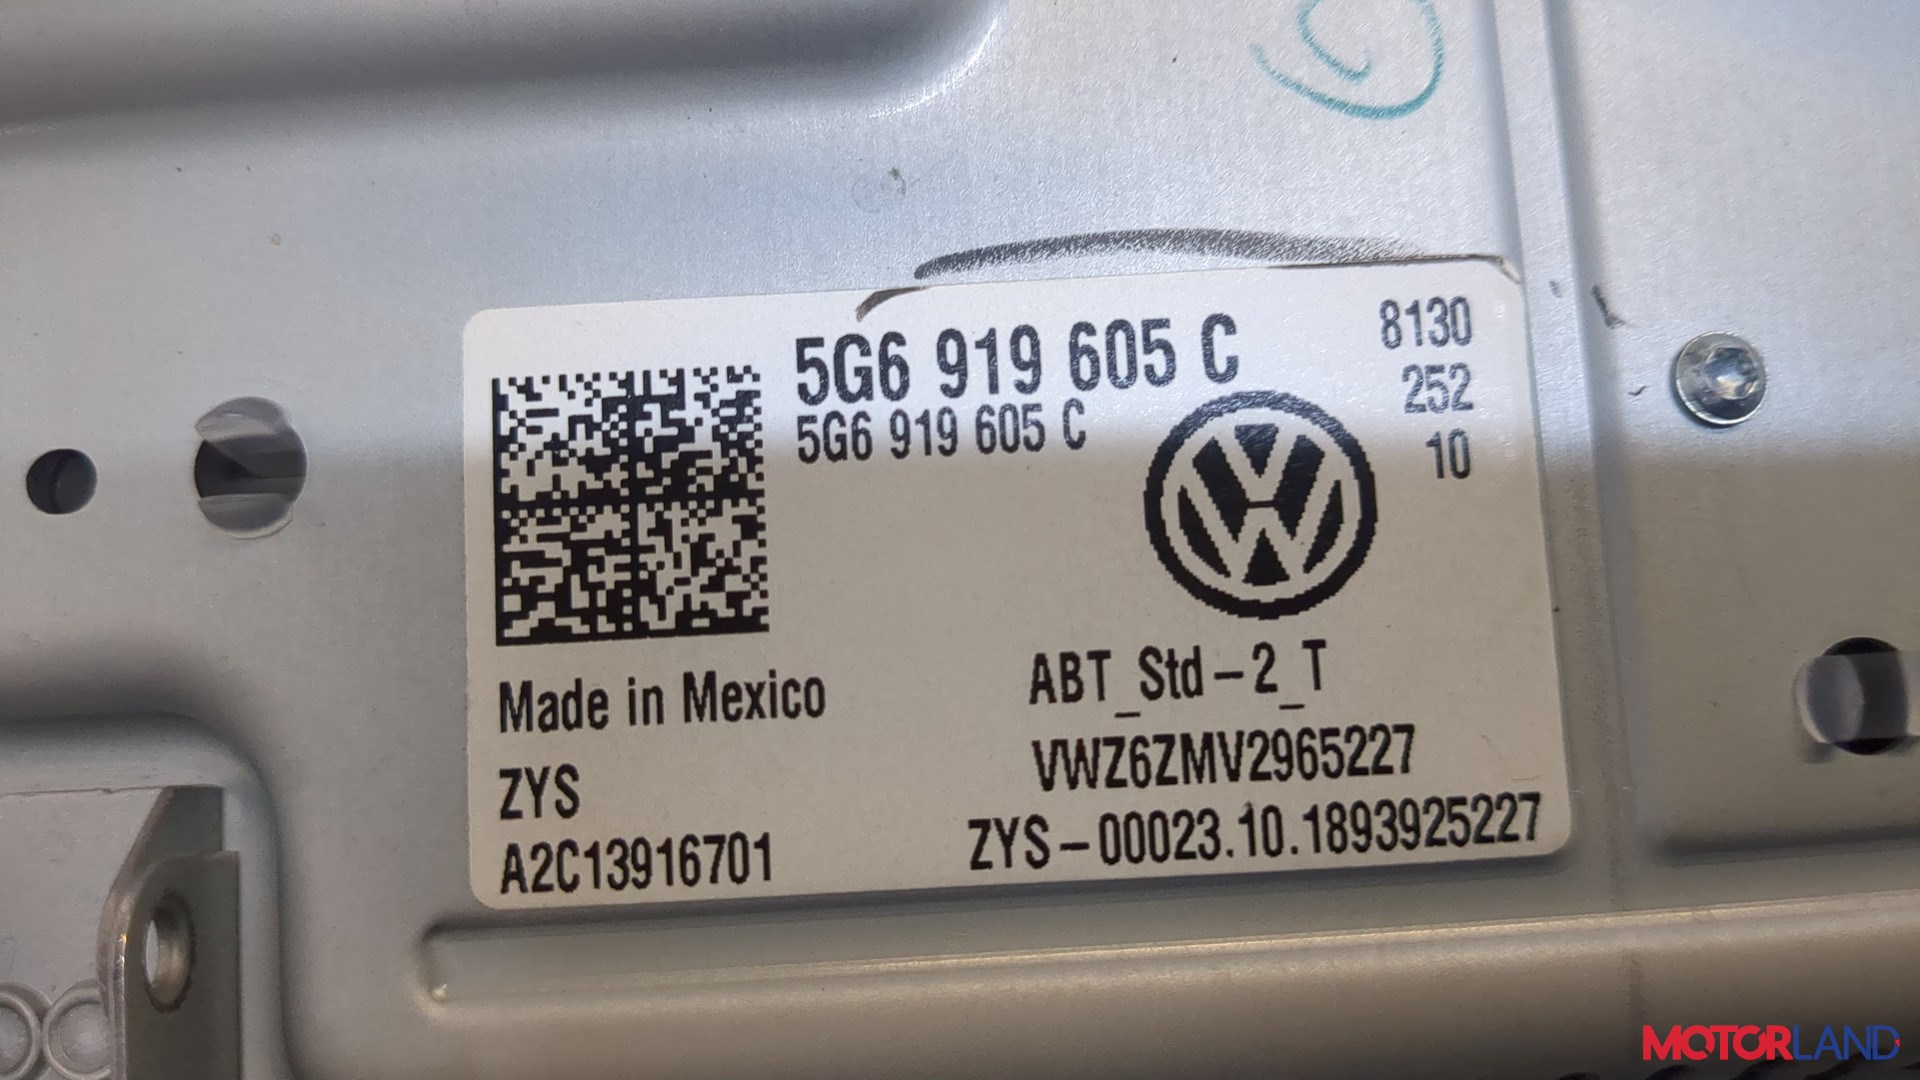 5G6 919 605 C
5G6 919 605 C
8130
252
10
Made in Mexico
ZYS
A2C13916701
ABT_Std-2_T
VWZ6ZMV2965227
ZYS-00023.10.1893925227
MOTORLAND